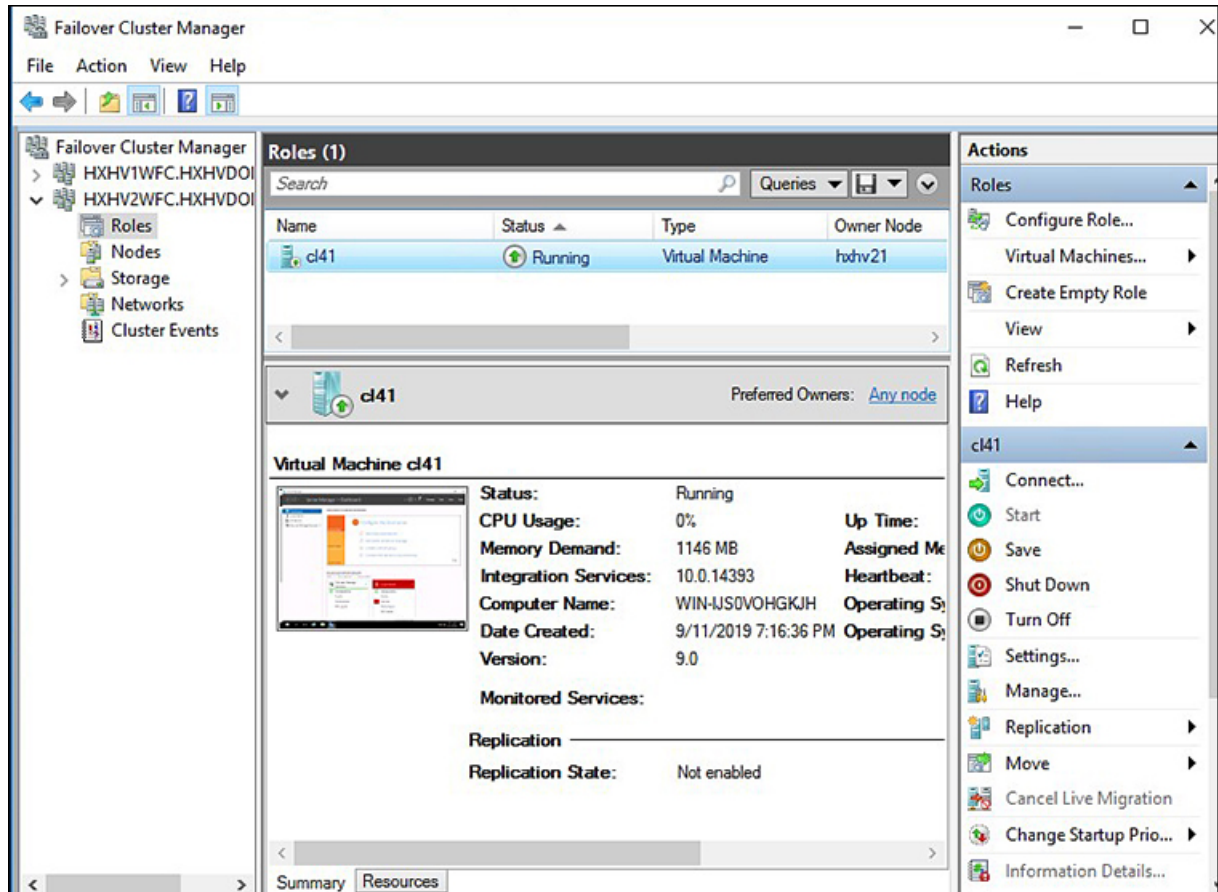 Failover Cluster Manager
File Action View Help
Failover Cluster Manager
HXHV1WFC.HXHVDOI
HXHV2WFC.HXHVDOI
Roles
Nodes
Storage
Networks
Cluster Events
Roles (1)
Search
Queries
Name Status Type Owner Node
cl41 Running Virtual Machine hxhv21
cl41 Preferred Owners: Any node
Virtual Machine cl41
Status: Running
CPU Usage: 0% Up Time:
Memory Demand: 1146 MB Assigned Me
Integration Services: 10.0.14393 Heartbeat:
Computer Name: WIN-IJS0VOHGKJH Operating Sy
Date Created: 9/11/2019 7:16:36 PM Operating Sy
Version: 9.0
Monitored Services:
Replication
Replication State: Not enabled
Summary Resources
Actions
Roles
Configure Role...
Virtual Machines...
Create Empty Role
View
Refresh
Help
cl41
Connect...
Start
Save
Shut Down
Turn Off
Settings...
Manage...
Replication
Move
Cancel Live Migration
Change Startup Prio...
Information Details...